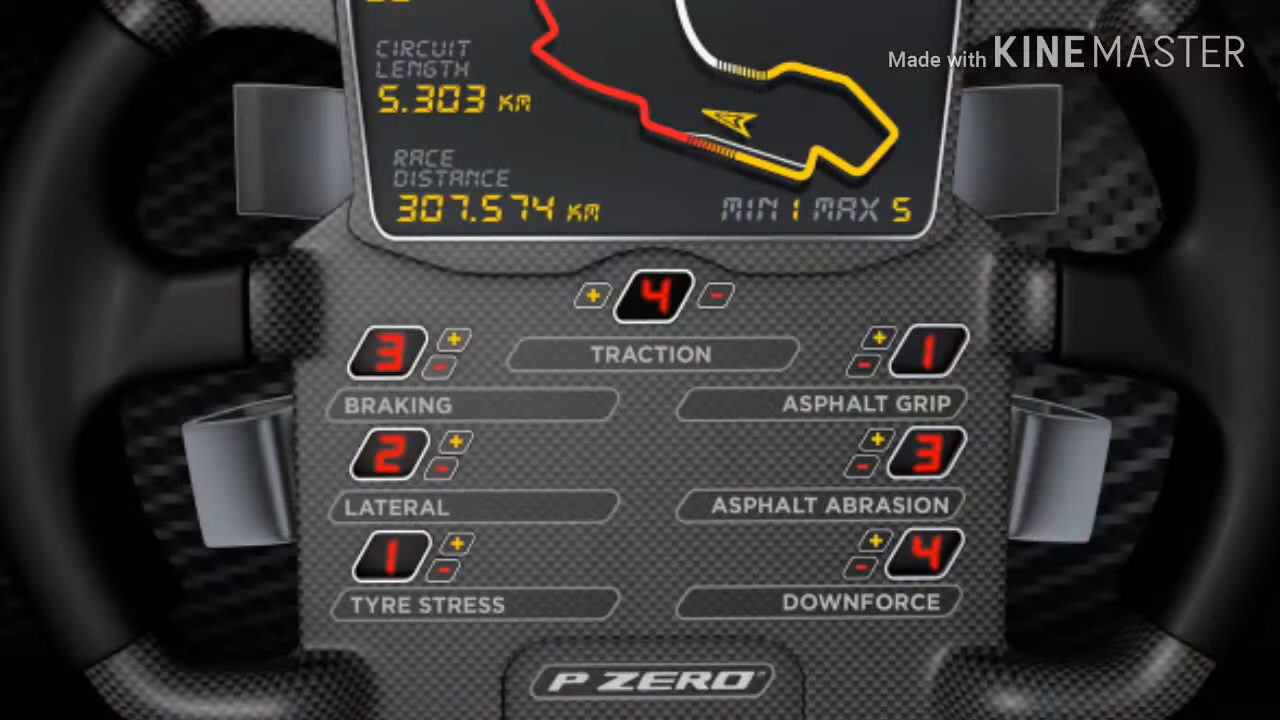 Made with KINEMASTER
CIRCUIT
LENGTH
5.303 KM
RACE
DISTANCE
307.574 KM
MIN 1 MAX 5
+ 4 -
3 + -
TRACTION
+ - 1
BRAKING
ASPHALT GRIP
2 + -
+ - 3
LATERAL
ASPHALT ABRASION
1 + -
+ - 4
TYRE STRESS
DOWNFORCE
P ZERO